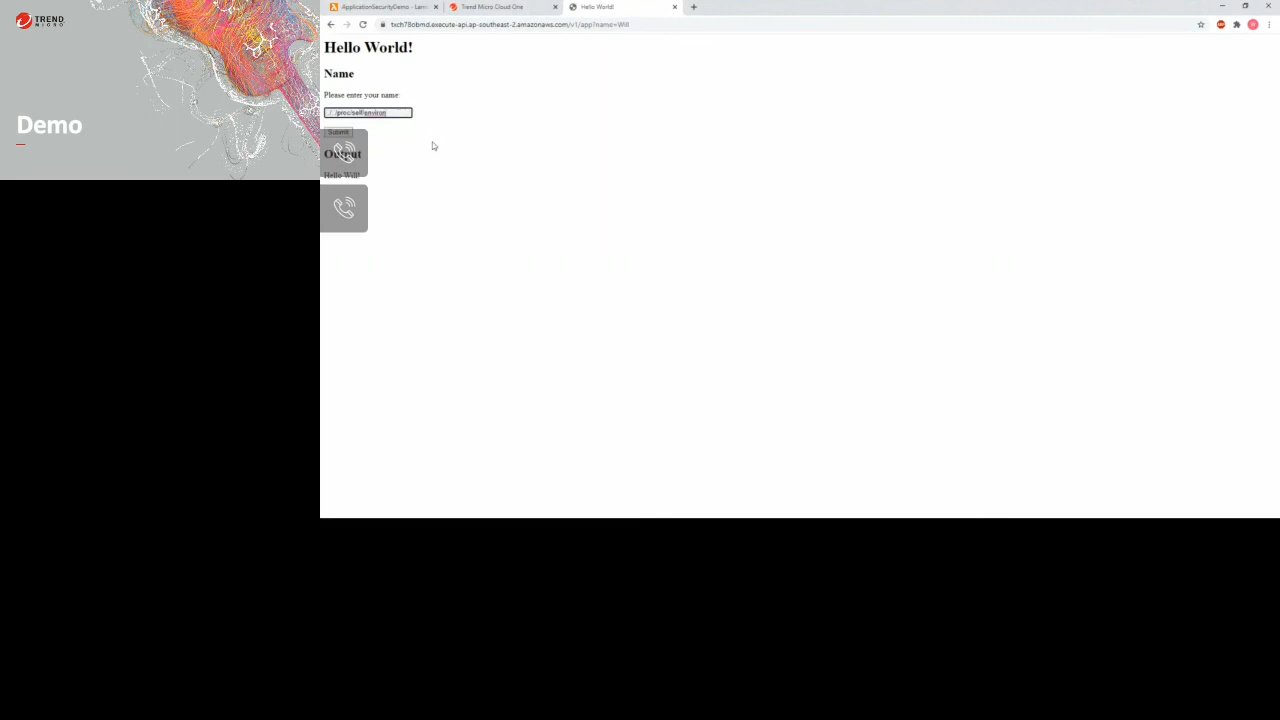 TREND
MICRO
Demo
ApplicationSecurityDemo - Lam
Trend Micro Cloud One
Hello World!
txch78obmd.execute-api.ap-southeast-2.amazonaws.com/v1/app?name=Will
Hello World!
Name
Please enter your name:
/proc/self/environ
Submit
Output
Hello Will!